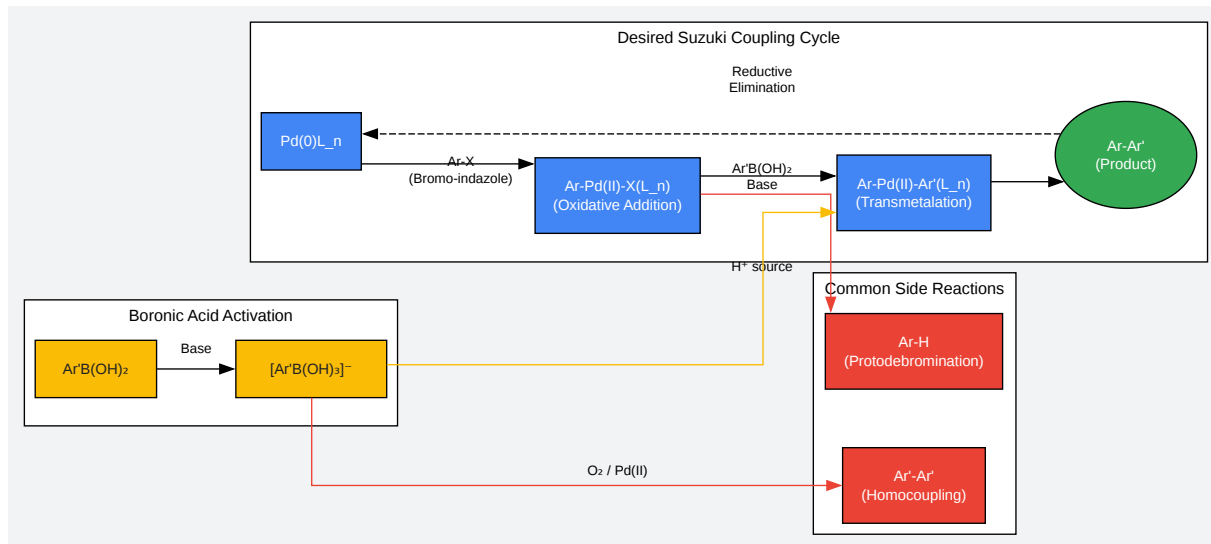 Desired Suzuki Coupling Cycle
Reductive
Elimination
Pd(0)L_n
Ar-X
(Bromo-indazole)
Ar-Pd(II)-X(L_n)
(Oxidative Addition)
Ar'B(OH)₂
Base
Ar-Pd(II)-Ar'(L_n)
(Transmetalation)
Ar-Ar'
(Product)
H⁺ source
Boronic Acid Activation
Ar'B(OH)₂
Base
[Ar'B(OH)₃]⁻
Common Side Reactions
Ar-H
(Protodebromination)
O₂ / Pd(II)
Ar'-Ar'
(Homocoupling)